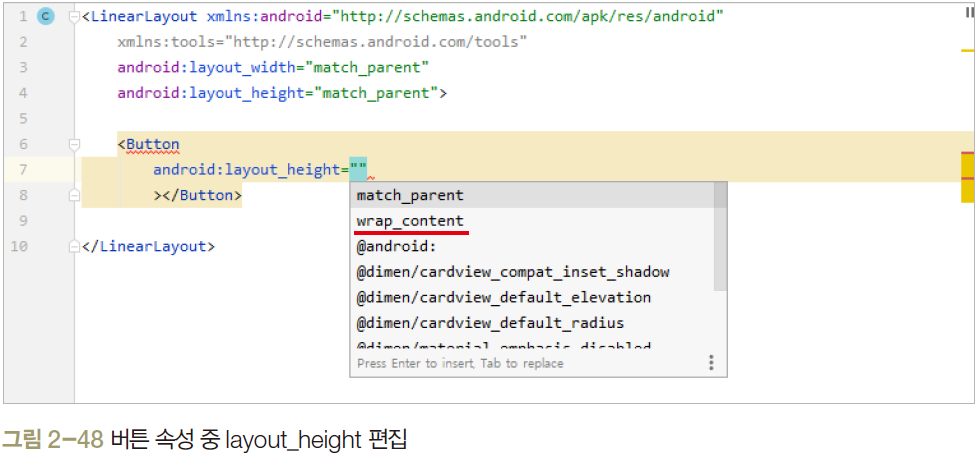 1 C <LinearLayout xmlns:android="http://schemas.android.com/apk/res/android"
2 xmlns:tools="http://schemas.android.com/tools"
3 android:layout_width="match_parent"
4 android:layout_height="match_parent">
5
6 <Button
7 android:layout_height=""
8 ></Button>
9
10 </LinearLayout>
match_parent
wrap_content
@android:
@dimen/cardview_compat_inset_shadow
@dimen/cardview_default_elevation
@dimen/cardview_default_radius
@dimen/material_emphasis_disabled
Press Enter to insert, Tab to replace
그림 2-48 버튼 속성 중 layout_height 편집